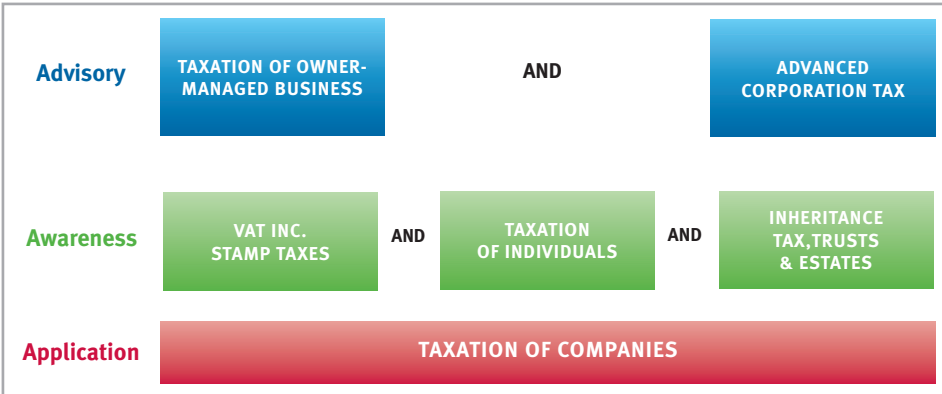 Advisory
TAXATION OF OWNER-
MANAGED BUSINESS
AND
ADVANCED
CORPORATION TAX
Awareness
VAT INC.
STAMP TAXES
AND
TAXATION
OF INDIVIDUALS
AND
INHERITANCE
TAX,TRUSTS
& ESTATES
Application
TAXATION OF COMPANIES